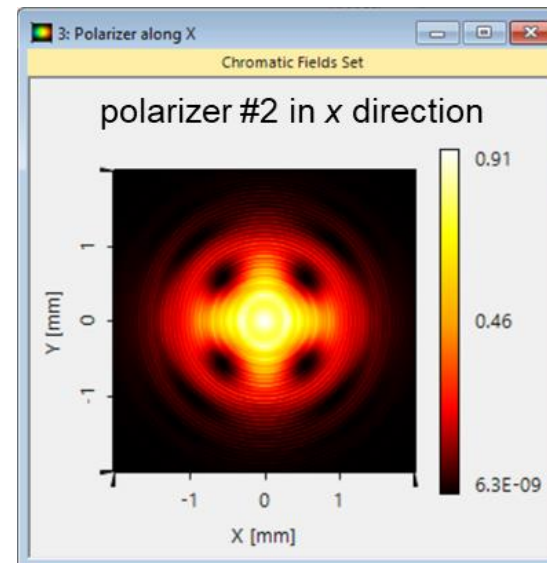 3: Polarizer along X
Chromatic Fields Set
polarizer #2 in x direction
0.91
0.46
6.3E-09
Y [mm]
1
0
-1
-1
0
1
X [mm]